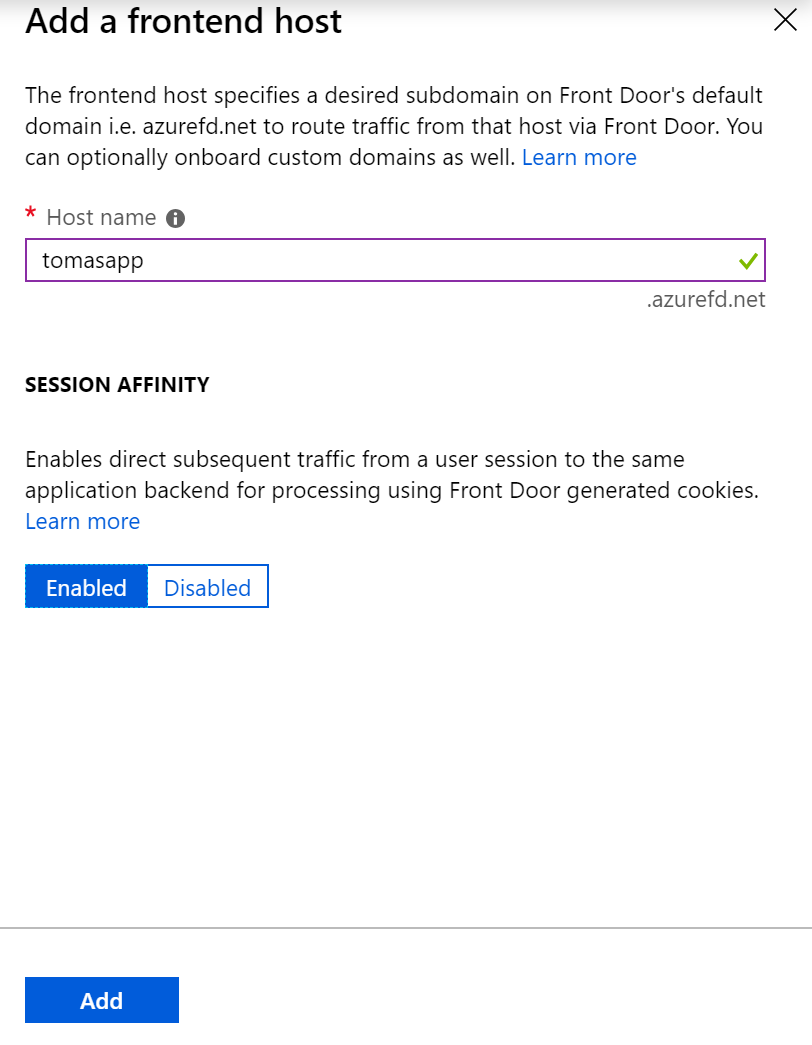 Add a frontend host
The frontend host specifies a desired subdomain on Front Door's default
domain i.e. azurefd.net to route traffic from that host via Front Door. You
can optionally onboard custom domains as well. Learn more
* Host name
tomasapp
.azurefd.net
SESSION AFFINITY
Enables direct subsequent traffic from a user session to the same
application backend for processing using Front Door generated cookies.
Learn more
Enabled Disabled
Add